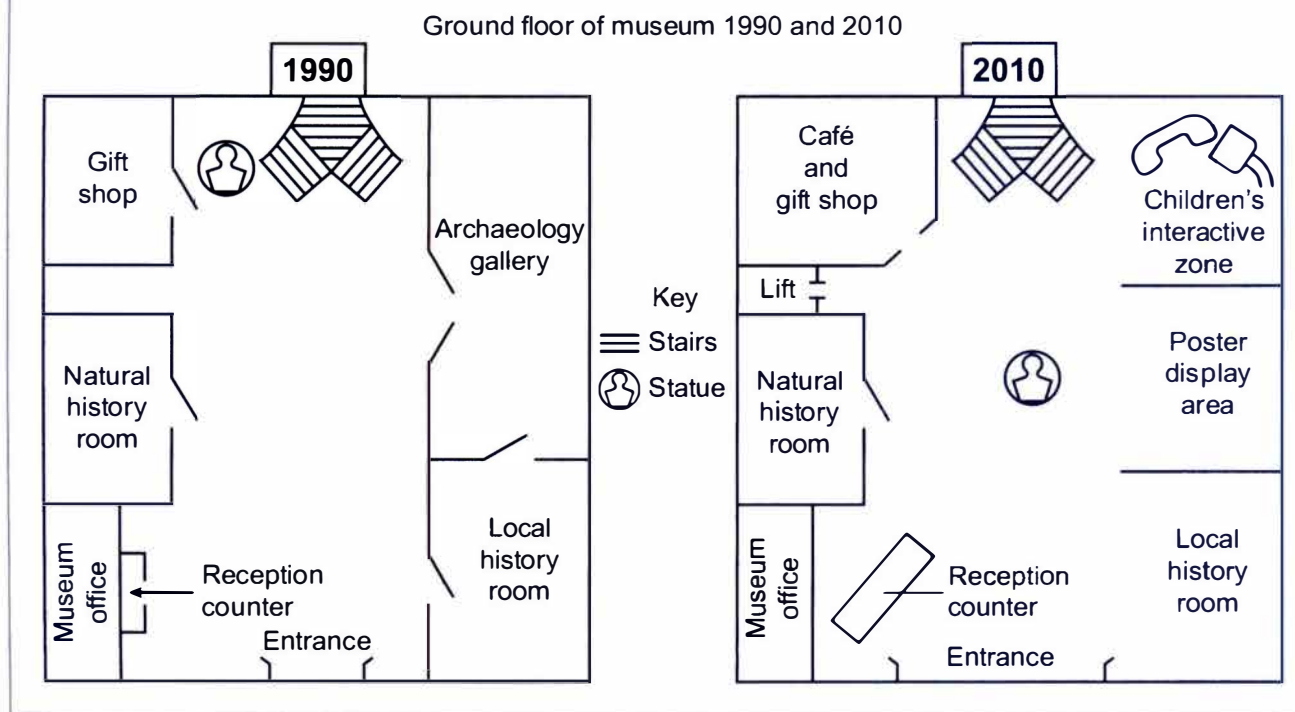 Ground floor of museum 1990 and 2010
1990
Gift
shop
Archaeology
gallery
Natural
history
room
Museum
office
Reception
counter
Local
history
room
Entrance
Key
Stairs
Statue
2010
Café
and
gift shop
Children's
interactive
zone
Lift
Poster
display
area
Natural
history
room
Museum
office
Reception
counter
Local
history
room
Entrance